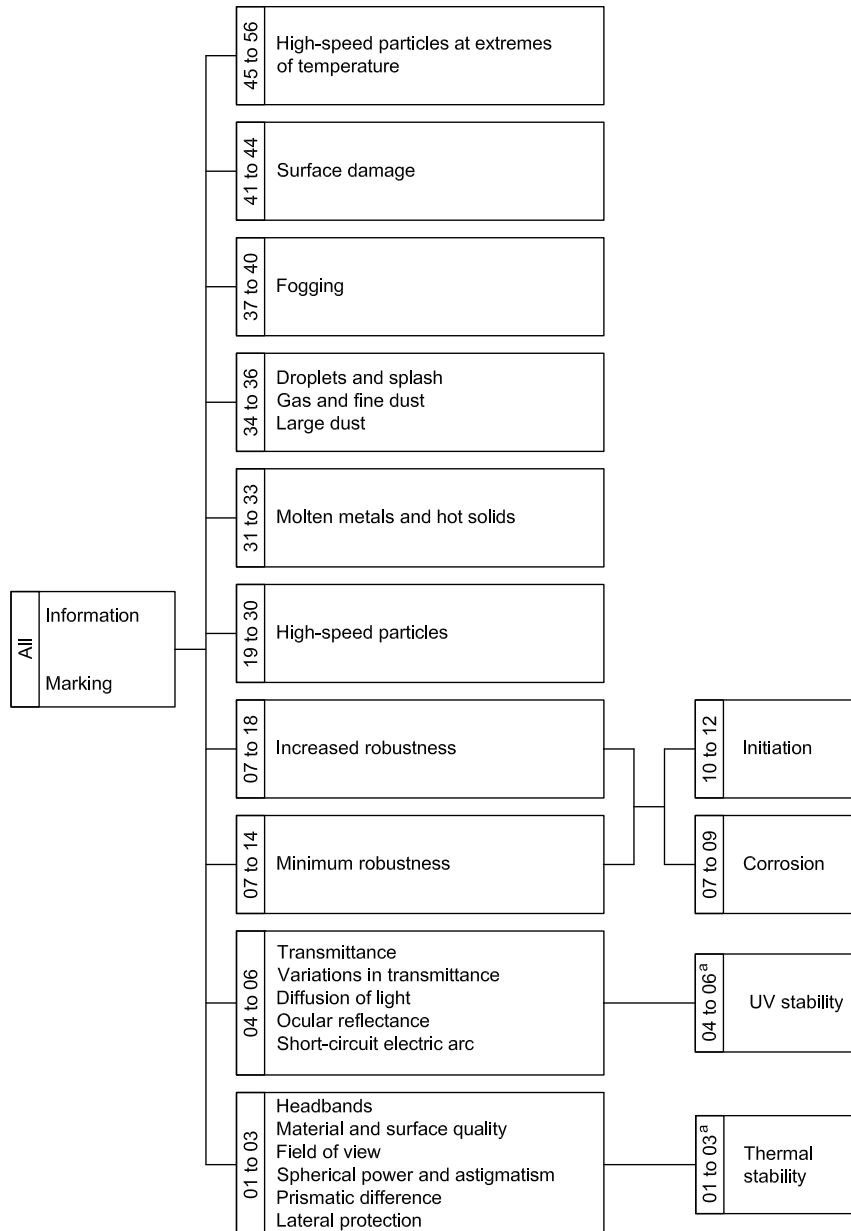 45 to 56
High-speed particles at extremes
of temperature
41 to 44
Surface damage
37 to 40
Fogging
34 to 36
Droplets and splash
Gas and fine dust
Large dust
31 to 33
Molten metals and hot solids
All
Information
Marking
19 to 30
High-speed particles
07 to 18
Increased robustness
10 to 12
Initiation
07 to 14
Minimum robustness
07 to 09
Corrosion
04 to 06
Transmittance
Variations in transmittance
Diffusion of light
Ocular reflectance
Short-circuit electric arc
04 to 06ᵃ
UV stability
01 to 03
Headbands
Material and surface quality
Field of view
Spherical power and astigmatism
Prismatic difference
Lateral protection
01 to 03ᵃ
Thermal
stability